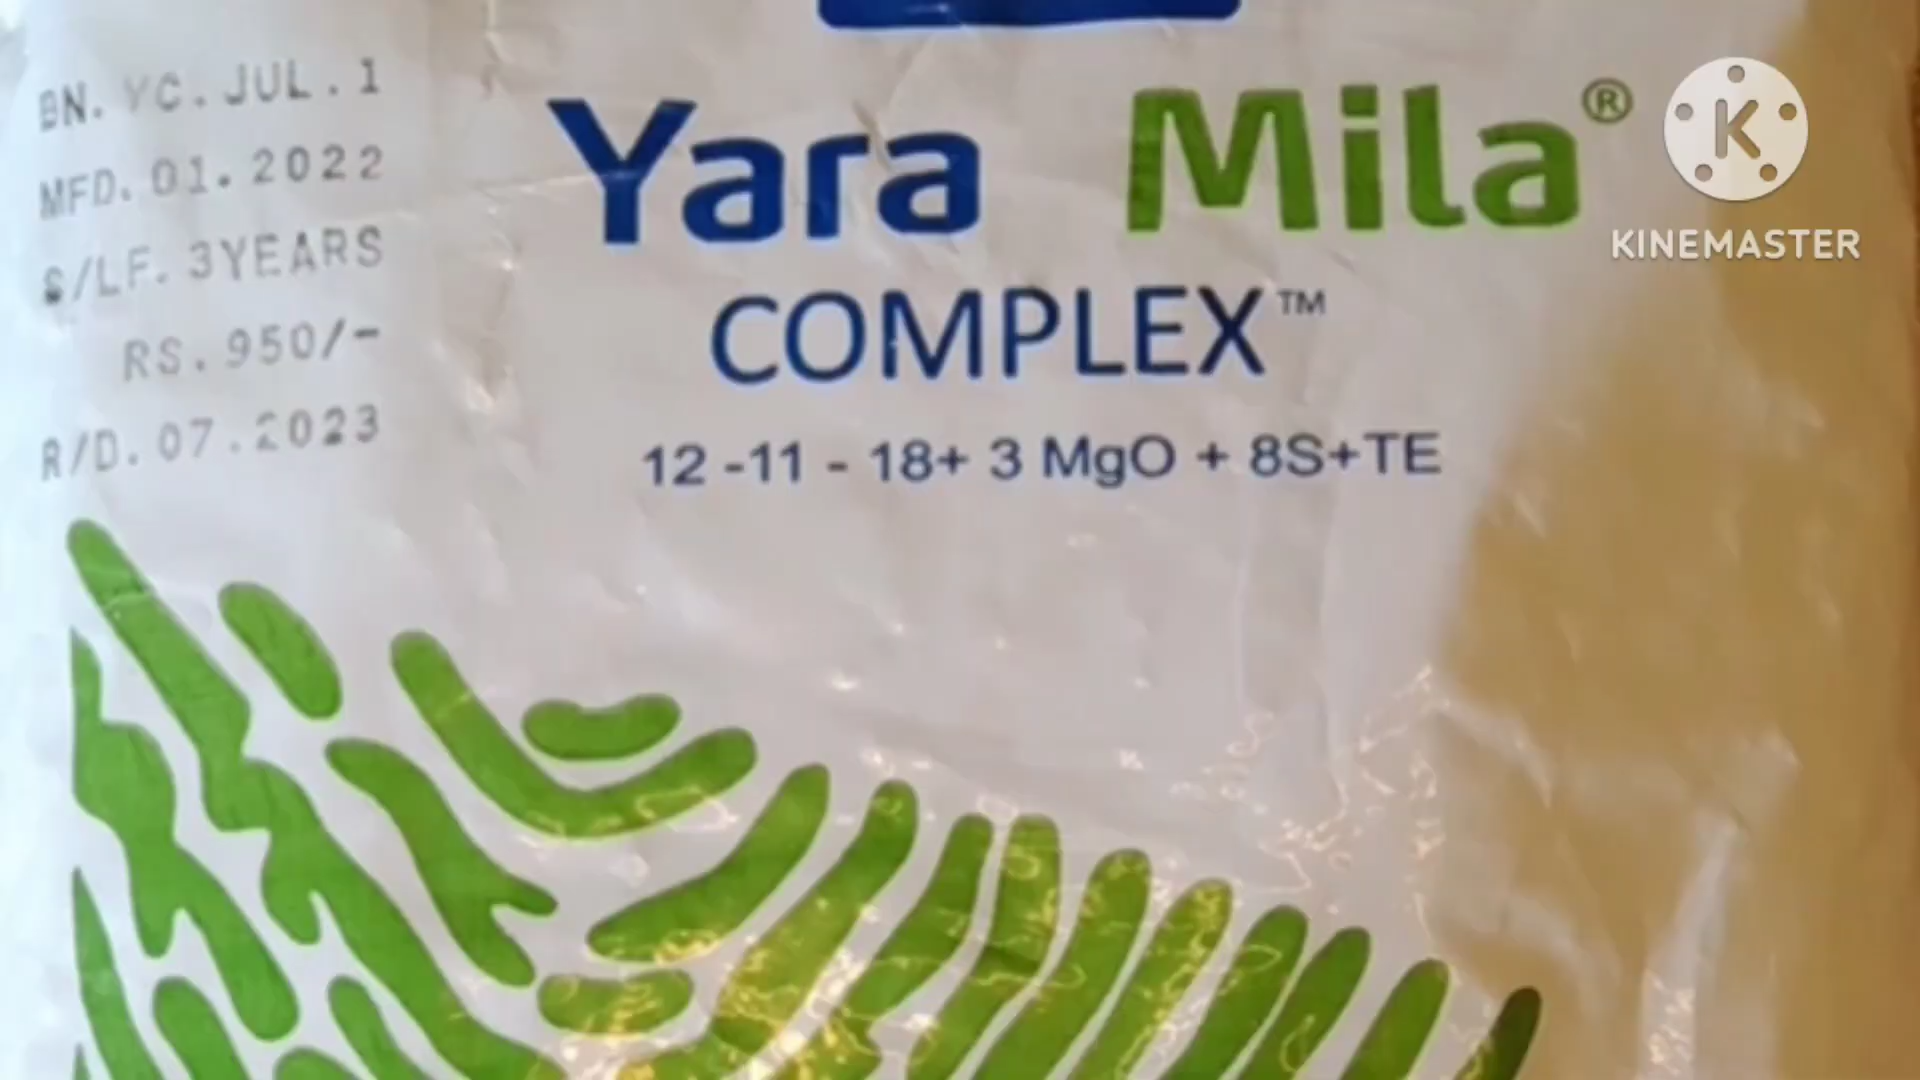 BN. YC. JUL. 1
MFD. 01. 2022
S/LF. 3YEARS
RS. 950/-
R/D. 07.2023
Yara Mila®
COMPLEX™
12 -11 - 18+ 3 MgO + 8S+TE
K
KINEMASTER